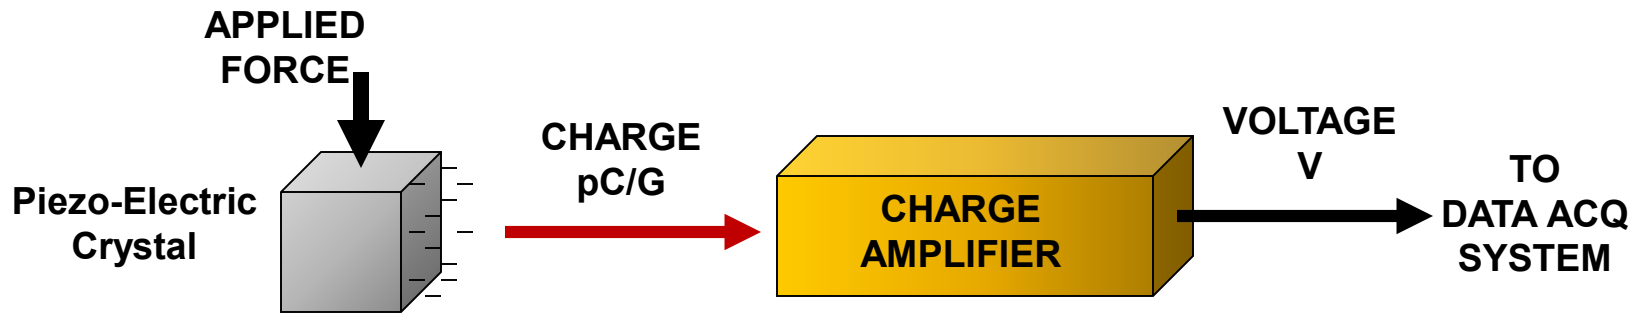 APPLIED
FORCE
Piezo-Electric
Crystal
CHARGE
pC/G
CHARGE
AMPLIFIER
VOLTAGE
V
TO
DATA ACQ
SYSTEM